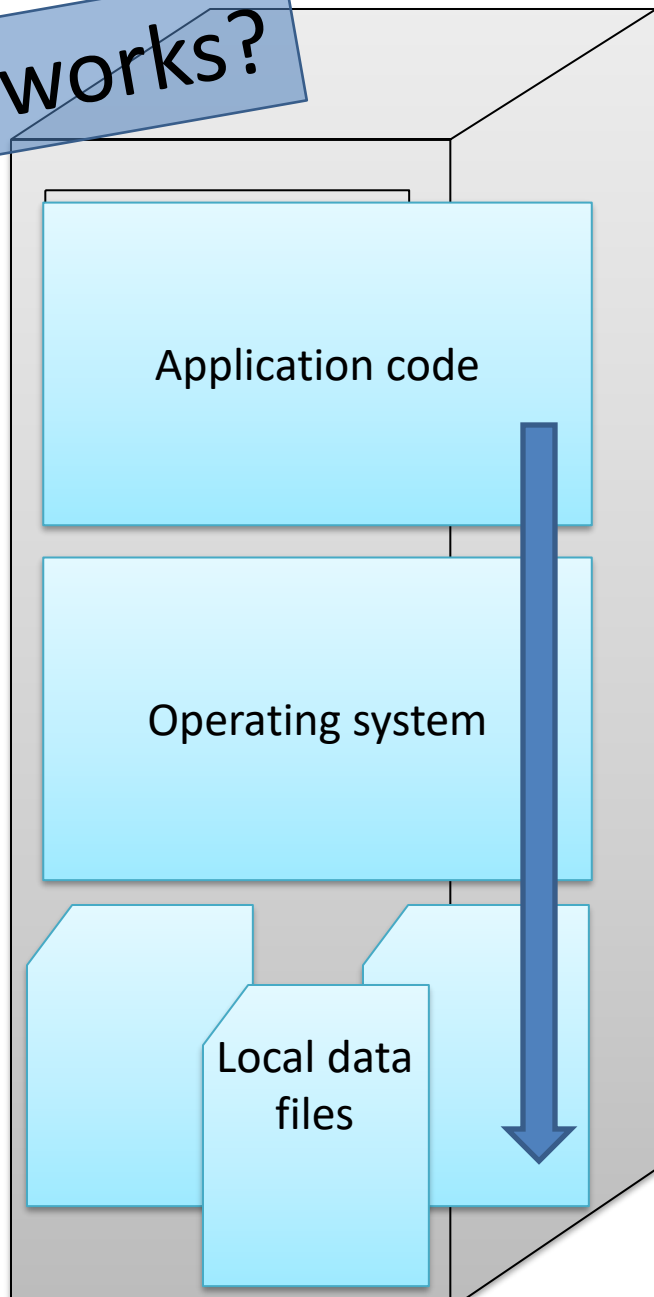 works?
Application code
Operating system
Local data
files